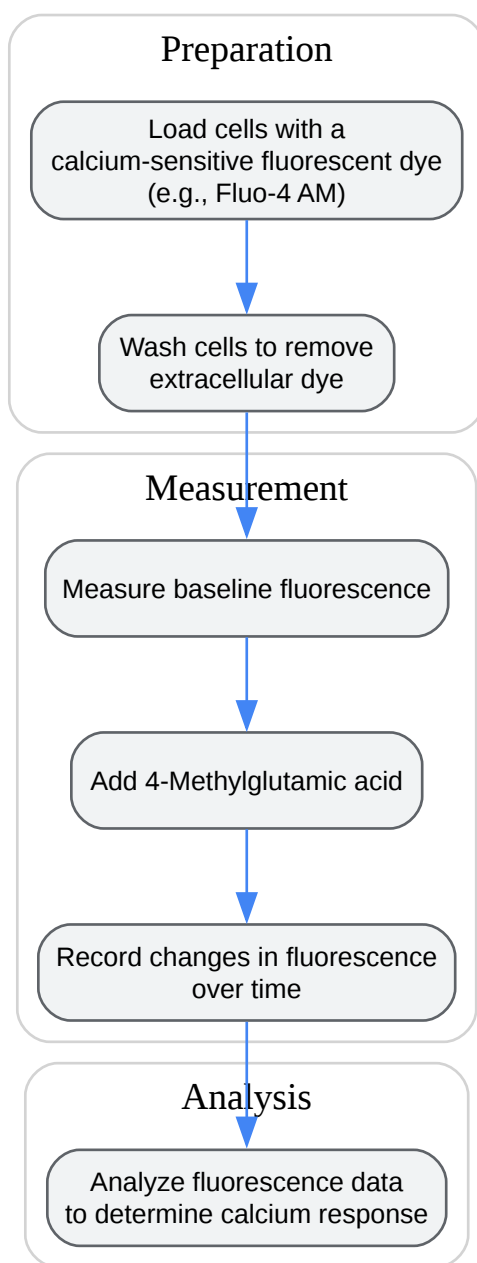 Preparation
Load cells with a
calcium-sensitive fluorescent dye
(e.g., Fluo-4 AM)
Wash cells to remove
extracellular dye
Measurement
Measure baseline fluorescence
Add 4-Methylglutamic acid
Record changes in fluorescence
over time
Analysis
Analyze fluorescence data
to determine calcium response